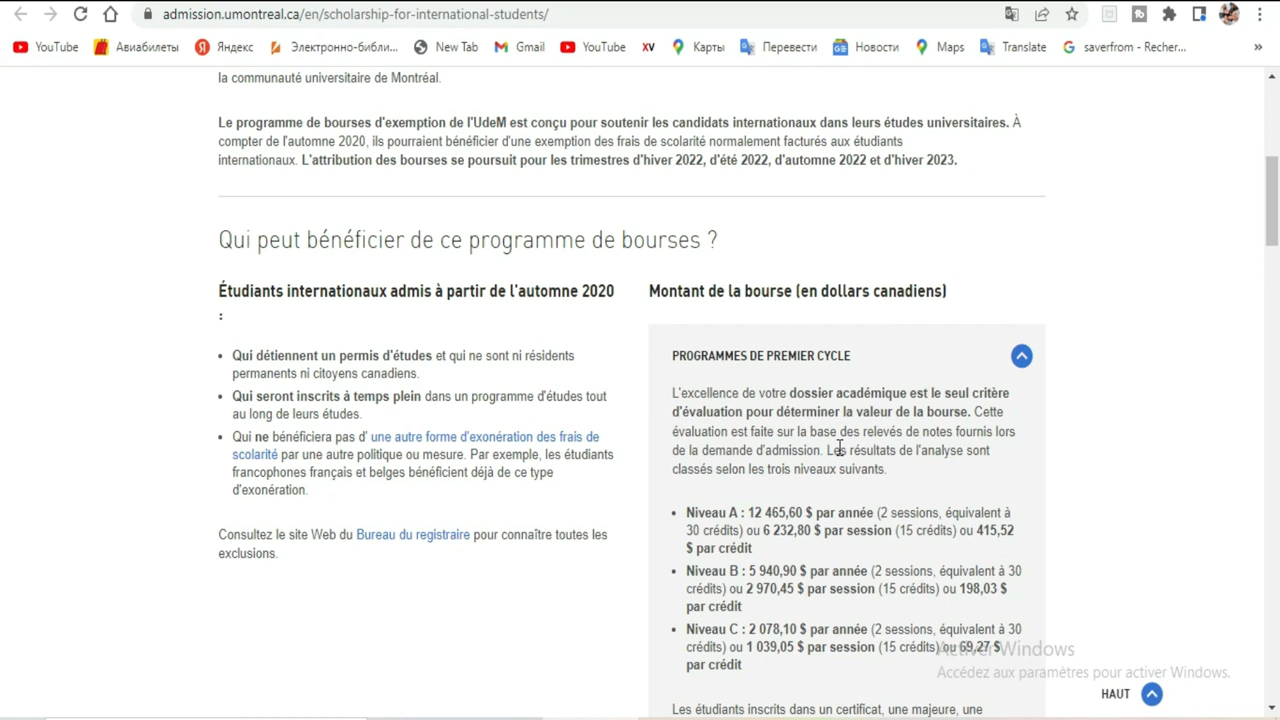 admission.umontreal.ca/en/scholarship-for-international-students/
YouTube
Авиабилеты
Яндекс
Электронно-библи...
New Tab
Gmail
YouTube
XV
Карты
Перевести
Новости
Maps
Translate
saverfrom - Recher...
»
la communauté universitaire de Montréal.
Le programme de bourses d'exemption de l'UdeM est conçu pour soutenir les candidats internationaux dans leurs études universitaires. À
compter de l'automne 2020, ils pourraient bénéficier d'une exemption des frais de scolarité normalement facturés aux étudiants
internationaux. L'attribution des bourses se poursuit pour les trimestres d'hiver 2022, d'été 2022, d'automne 2022 et d'hiver 2023.
Qui peut bénéficier de ce programme de bourses ?
Étudiants internationaux admis à partir de l'automne 2020
:
• Qui détiennent un permis d'études et qui ne sont ni résidents
permanents ni citoyens canadiens.
• Qui seront inscrits à temps plein dans un programme d'études tout
au long de leurs études.
• Qui ne bénéficiera pas d' une autre forme d'exonération des frais de
scolarité par une autre politique ou mesure. Par exemple, les étudiants
francophones français et belges bénéficient déjà de ce type
d'exonération.
Consultez le site Web du Bureau du registraire pour connaître toutes les
exclusions.
Montant de la bourse (en dollars canadiens)
PROGRAMMES DE PREMIER CYCLE
L'excellence de votre dossier académique est le seul critère
d'évaluation pour déterminer la valeur de la bourse. Cette
évaluation est faite sur la base des relevés de notes fournis lors
de la demande d'admission. Les résultats de l'analyse sont
classés selon les trois niveaux suivants.
• Niveau A : 12 465,60 $ par année (2 sessions, équivalent à
30 crédits) ou 6 232,80 $ par session (15 crédits) ou 415,52
$ par crédit
• Niveau B : 5 940,90 $ par année (2 sessions, équivalent à 30
crédits) ou 2 970,45 $ par session (15 crédits) ou 198,03 $
par crédit
• Niveau C : 2 078,10 $ par année (2 sessions, équivalent à 30
crédits) ou 1 039,05 $ par session (15 crédits) ou 69,27 $
par crédit
Les étudiants inscrits dans un certificat, une majeure, une
Activer Windows
Accédez aux paramètres pour activer Windows.
HAUT